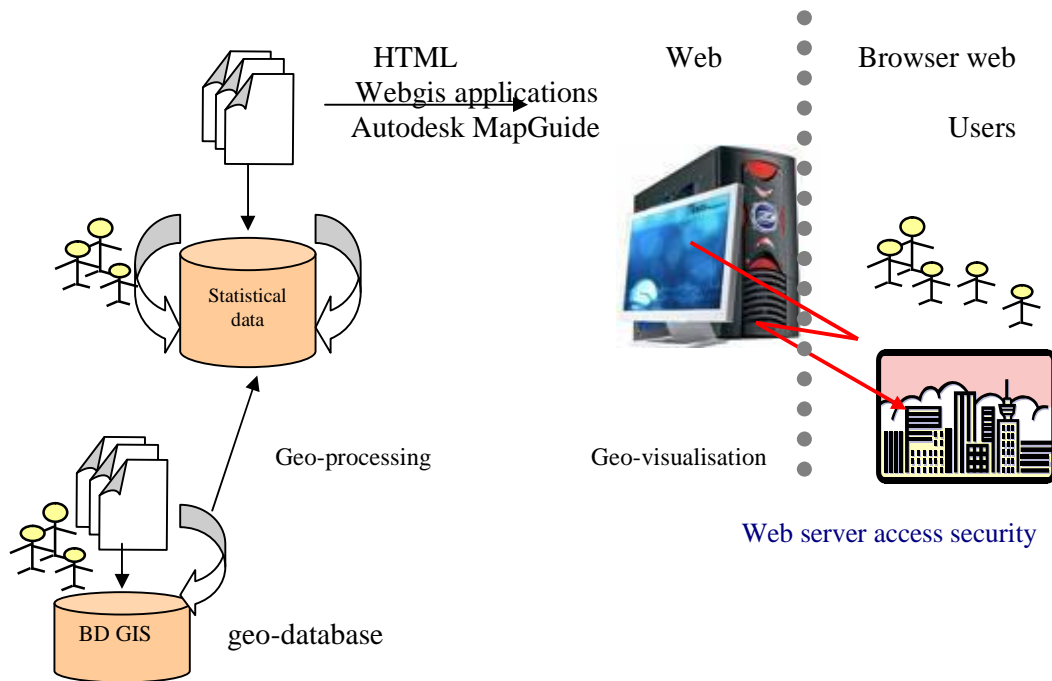 HTML
Webgis applications
Autodesk MapGuide
Web
Browser web
Users
Statistical
data
Geo-processing
Geo-visualisation
Web server access security
BD GIS
geo-database